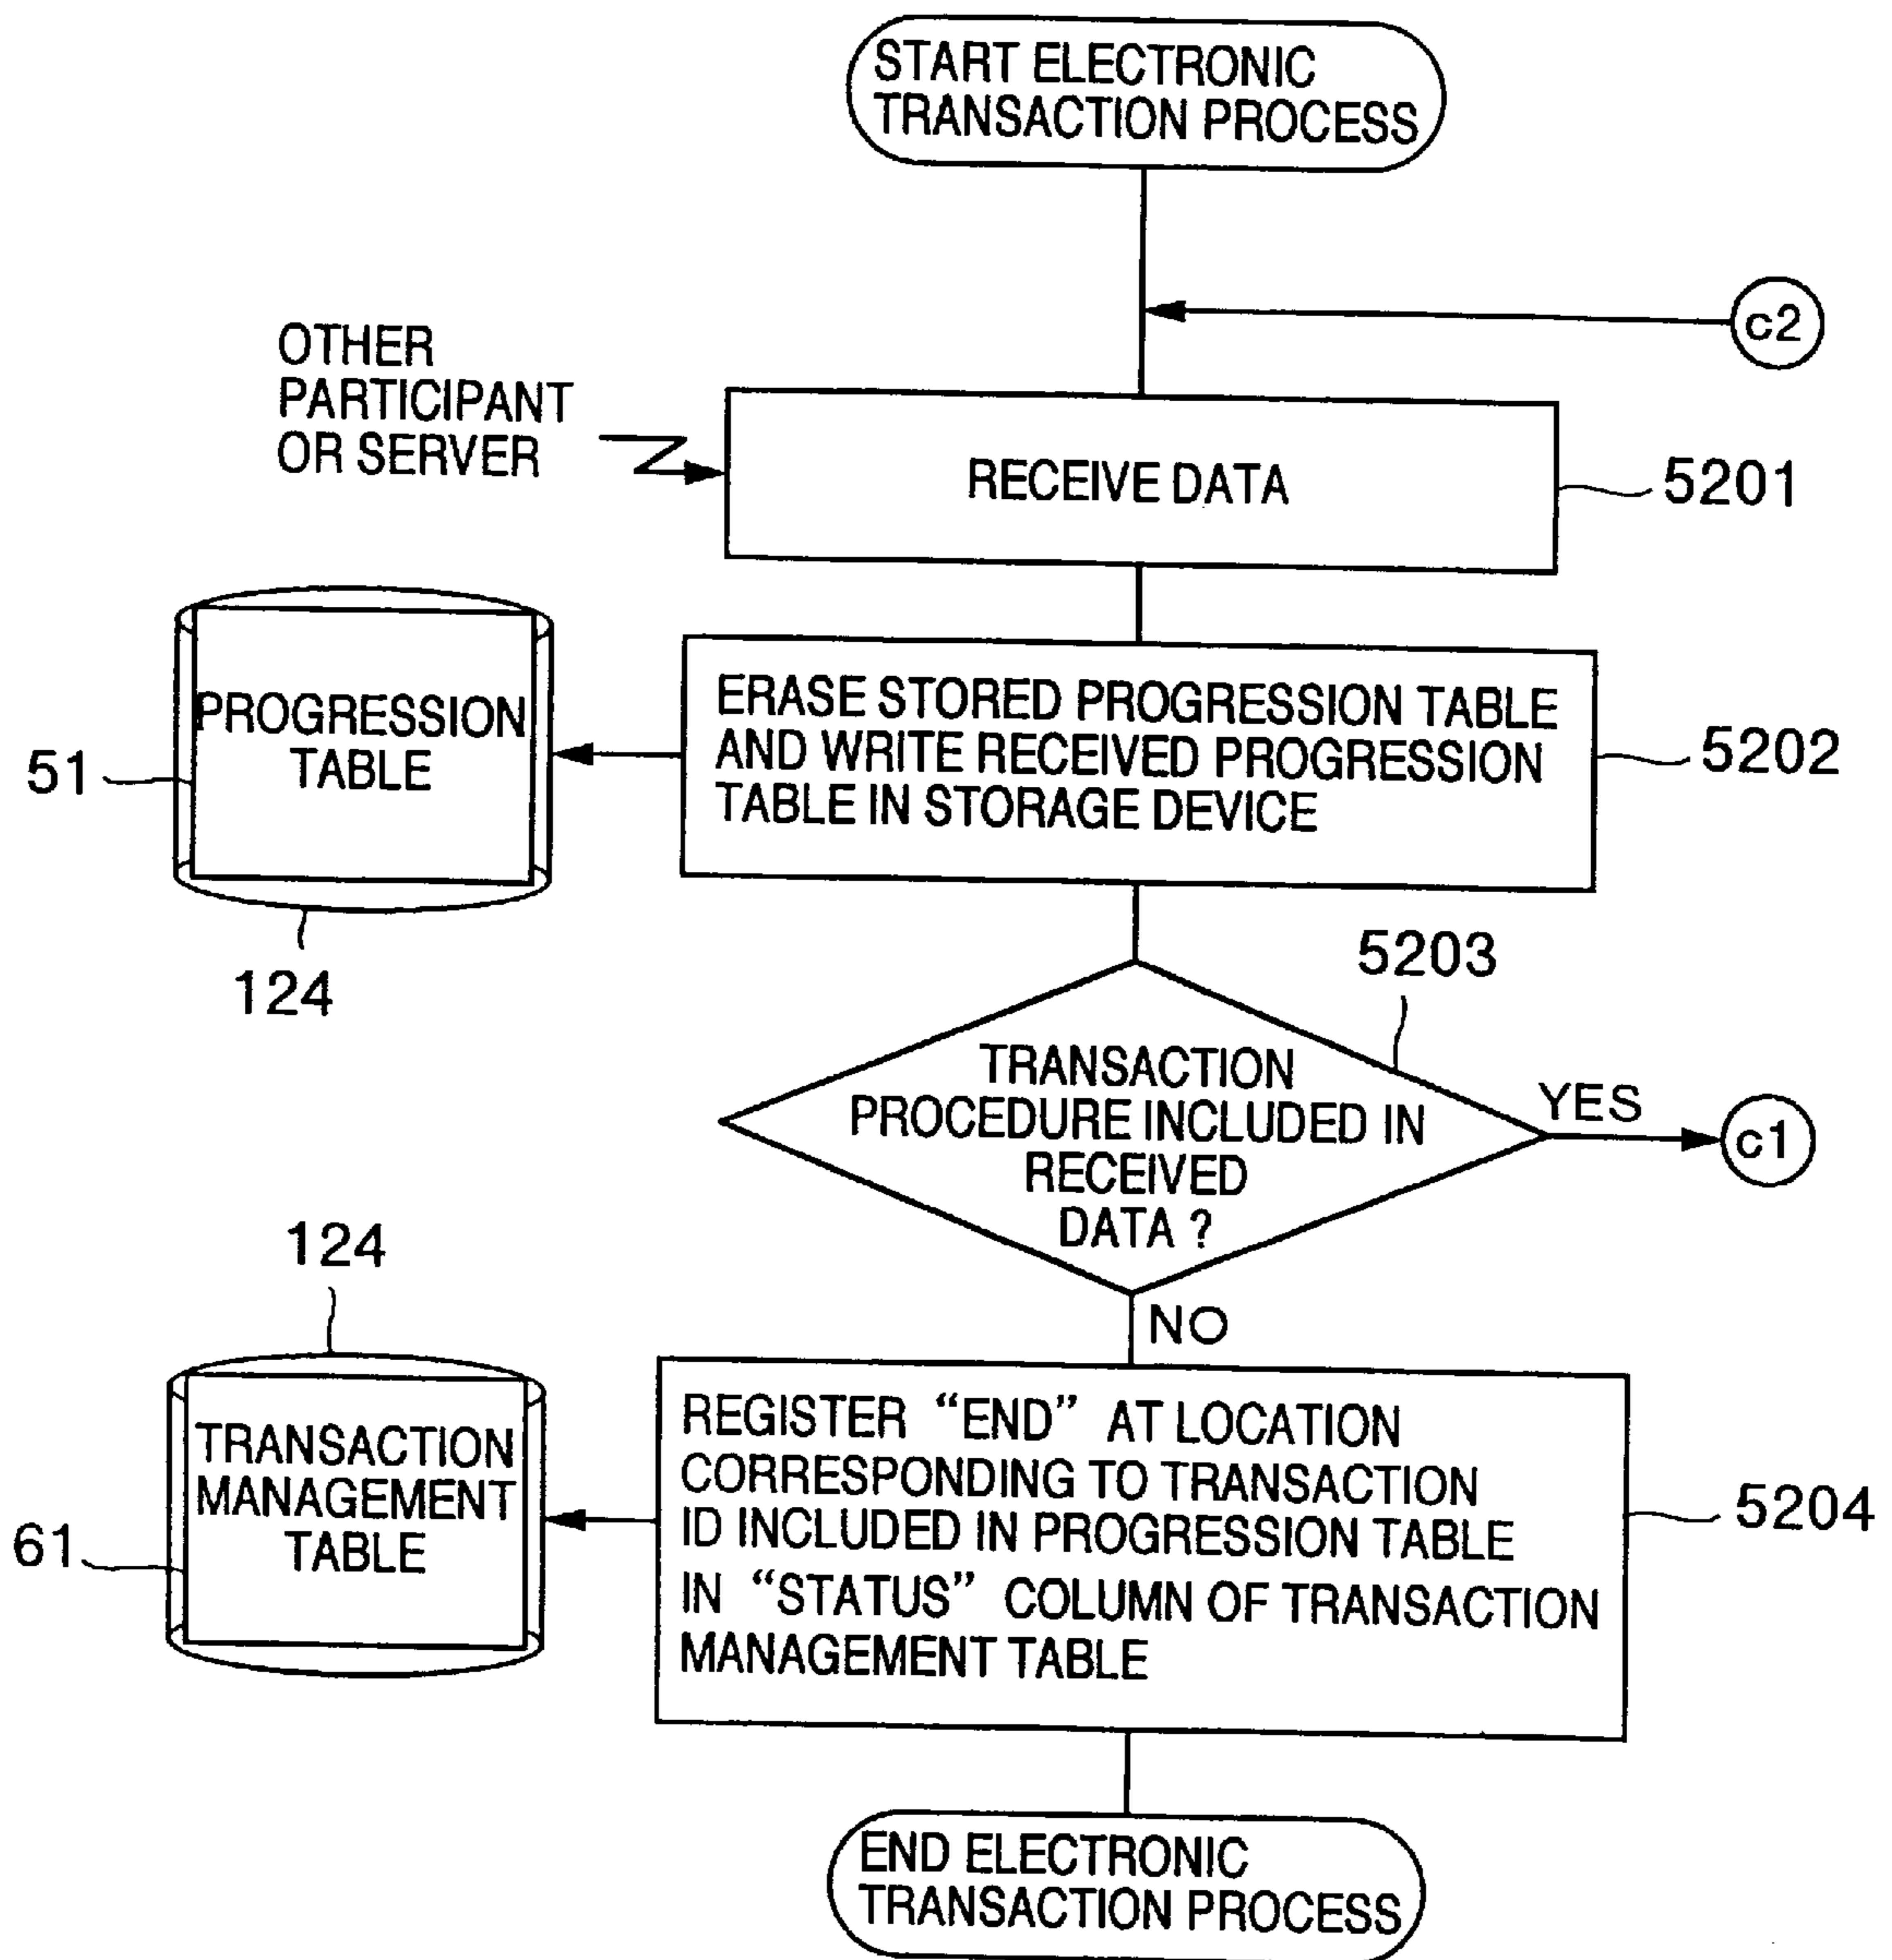 START ELECTRONIC
TRANSACTION PROCESS
c2
OTHER
PARTICIPANT
OR SERVER
RECEIVE DATA
5201
PROGRESSION
TABLE
51
124
ERASE STORED PROGRESSION TABLE
AND WRITE RECEIVED PROGRESSION
TABLE IN STORAGE DEVICE
5202
5203
TRANSACTION
PROCEDURE INCLUDED IN
RECEIVED
DATA ?
YES
c1
NO
124
TRANSACTION
MANAGEMENT
TABLE
61
REGISTER “END” AT LOCATION
CORRESPONDING TO TRANSACTION
ID INCLUDED IN PROGRESSION TABLE
IN “STATUS” COLUMN OF TRANSACTION
MANAGEMENT TABLE
5204
END ELECTRONIC
TRANSACTION PROCESS